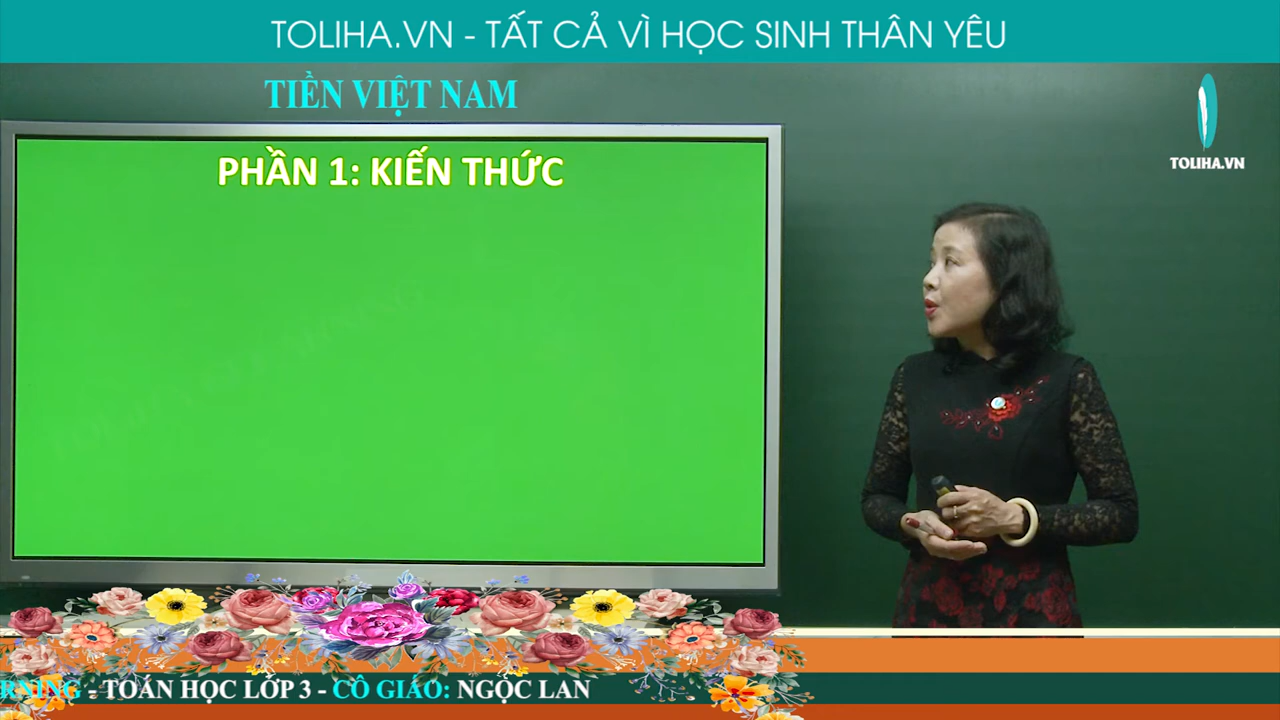 TOLIHA.VN - TẤT CẢ VÌ HỌC SINH THÂN YÊU
TIỀN VIỆT NAM
TOLIHA.VN
PHẦN 1: KIẾN THỨC
RNING - TOÁN HỌC LỚP 3 - CÔ GIÁO: NGỌC LAN